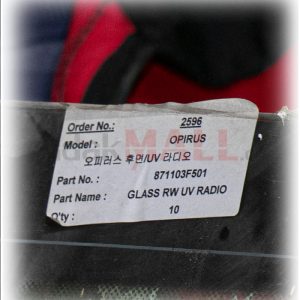 Order No.: 2596
Model : OPIRUS
오피러스 후면/UV 라디오
Part No. : 871103F501
Part Name : GLASS RW UV RADIO
Q'ty : 10
MALL